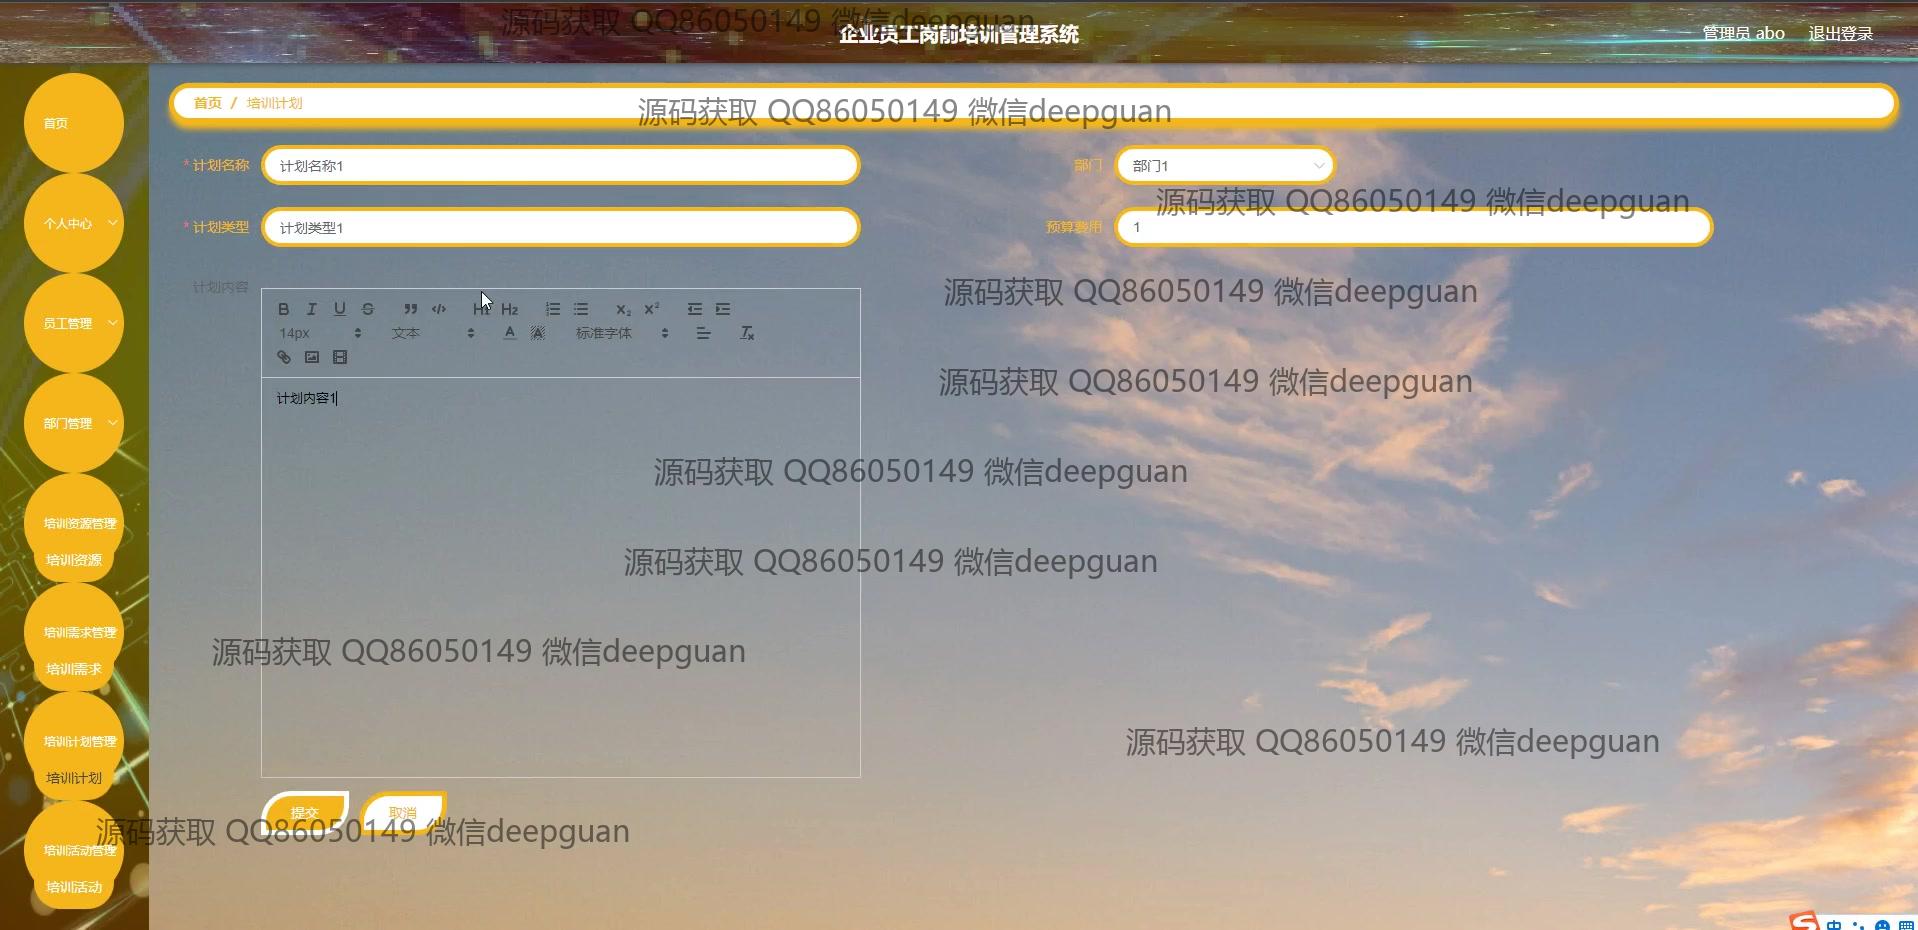 源码获取 QQ86050149 微信deepguan
企业员工岗前培训管理系统
管理员 abo 退出登录
首页
首页 / 培训计划
源码获取 QQ86050149 微信deepguan
* 计划名称 计划名称1
部门 部门1
源码获取 QQ86050149 微信deepguan
个人中心
* 计划类型 计划类型1
预算费用 1
计划内容
源码获取 QQ86050149 微信deepguan
B I U S ” </> H1 H2 X₂ X²
员工管理
14px 文本 A A 标准字体 Tx
源码获取 QQ86050149 微信deepguan
计划内容1
部门管理
源码获取 QQ86050149 微信deepguan
培训资源管理
培训资源
源码获取 QQ86050149 微信deepguan
培训需求管理
源码获取 QQ86050149 微信deepguan
培训需求
培训计划管理
源码获取 QQ86050149 微信deepguan
培训计划
提交 取消
源码获取 QQ86050149 微信deepguan
培训活动管理
培训活动
中